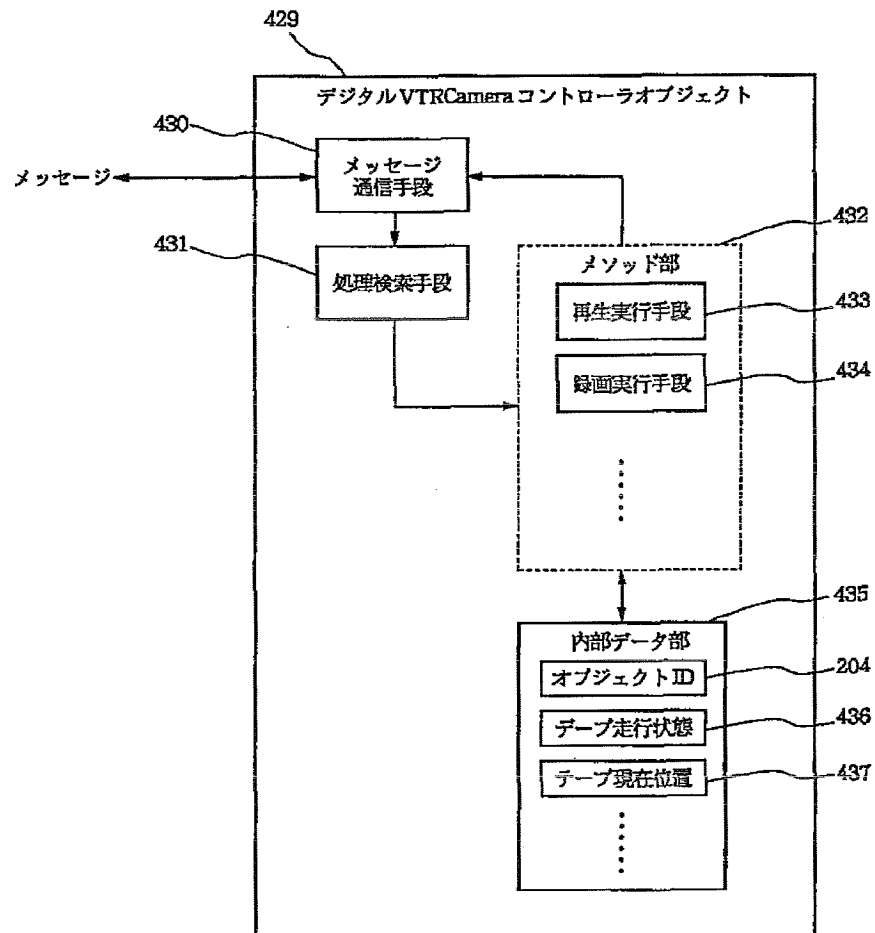 429
デジタルVTRCameraコントローラオブジェクト
430
メッセージ
メッセージ
通信手段
431
処理検索手段
432
メソッド部
再生実行手段
433
録画実行手段
434
435
内部データ部
オブジェクトID
204
デープ走行状態
436
テープ現在位置
437